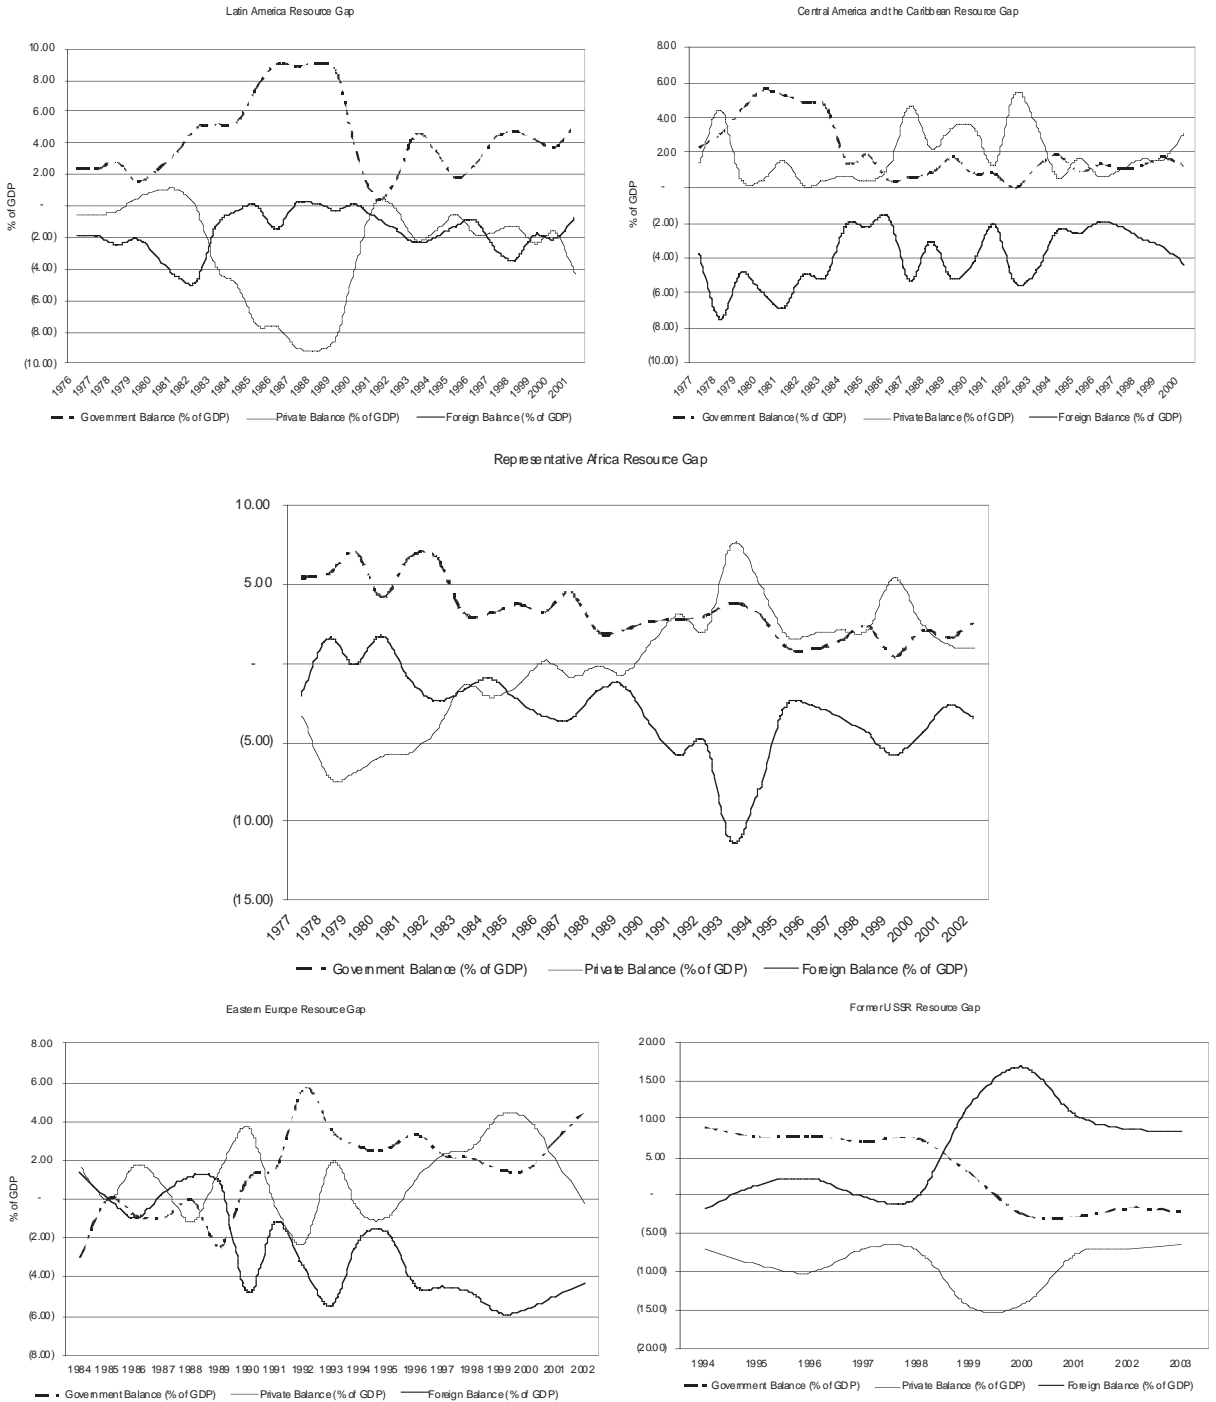 Latin America Resource Gap
% of GDP
10.00
8.00
6.00
4.00
2.00
-
(2.00)
(4.00)
(6.00)
(8.00)
(10.00)
1976 1977 1978 1979 1980 1981 1982 1983 1984 1985 1986 1987 1988 1989 1990 1991 1992 1993 1994 1995 1996 1997 1998 1999 2000 2001
Government Balance (% of GDP) Private Balance (% of GDP) Foreign Balance (% of GDP)
Central America and the Caribbean Resource Gap
% of GDP
8.00
6.00
4.00
2.00
-
(2.00)
(4.00)
(6.00)
(8.00)
(10.00)
1977 1978 1979 1980 1981 1982 1983 1984 1985 1986 1987 1988 1989 1990 1991 1992 1993 1994 1995 1996 1997 1998 1999 2000
Government Balance (% of GDP) Private Balance (% of GDP) Foreign Balance (% of GDP)
Representative Africa Resource Gap
10.00
5.00
-
(5.00)
(10.00)
(15.00)
1977 1978 1979 1980 1981 1982 1983 1984 1985 1986 1987 1988 1989 1990 1991 1992 1993 1994 1995 1996 1997 1998 1999 2000 2001 2002
Government Balance (% of GDP) Private Balance (% of GDP) Foreign Balance (% of GDP)
Eastern Europe Resource Gap
% of GDP
8.00
6.00
4.00
2.00
-
(2.00)
(4.00)
(6.00)
(8.00)
1984 1985 1986 1987 1988 1989 1990 1991 1992 1993 1994 1995 1996 1997 1998 1999 2000 2001 2002
Government Balance (% of GDP) Private Balance (% of GDP) Foreign Balance (% of GDP)
Former USSR Resource Gap
20.00
15.00
10.00
5.00
-
(5.00)
(10.00)
(15.00)
(20.00)
1994 1995 1996 1997 1998 1999 2000 2001 2002 2003
Government Balance (% of GDP) Private Balance (% of GDP) Foreign Balance (% of GDP)